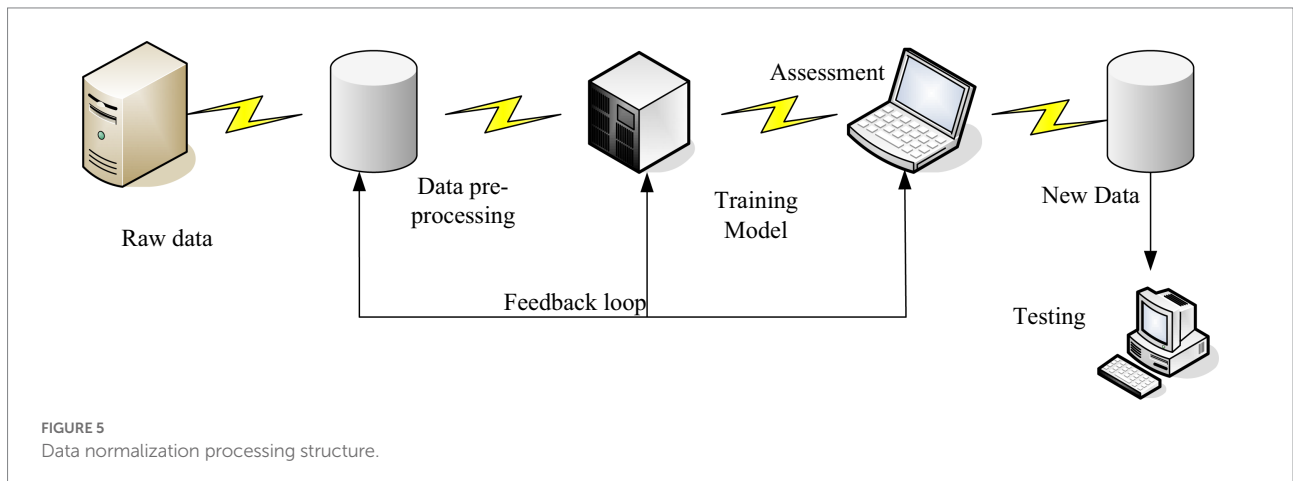 Assessment
Data pre-
processing
Training
Model
New Data
Raw data
Feedback loop
Testing
FIGURE 5
Data normalization processing structure.